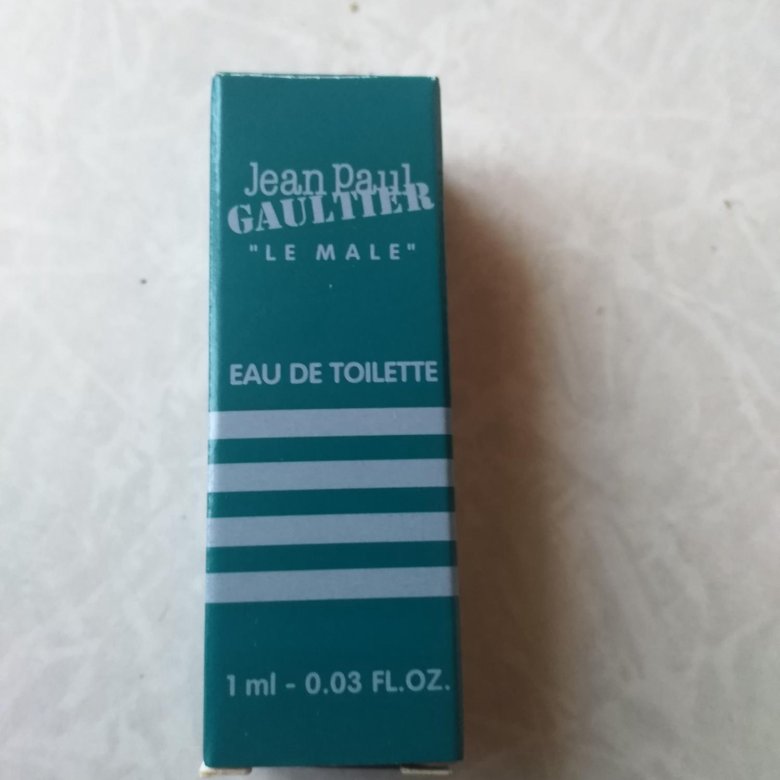 Jean Paul
GAULTIER
"LE MALE"
EAU DE TOILETTE
1 ml - 0.03 FL.OZ.